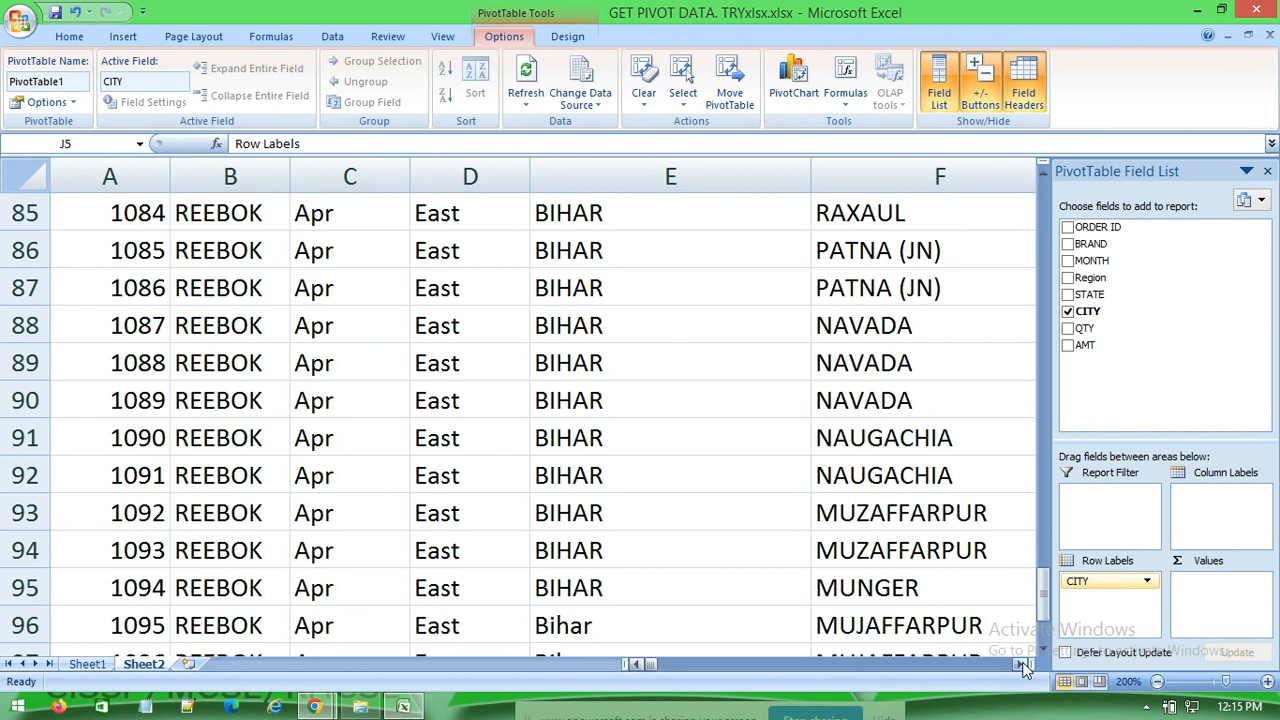 PivotTable Tools
GET PIVOT DATA. TRYxlsx.xlsx - Microsoft Excel
Home Insert Page Layout Formulas Data Review View Options Design
PivotTable Name: Active Field: Expand Entire Field Group Selection
PivotTable1 CITY Ungroup Sort Refresh Change Data Source Clear Select Move PivotTable PivotChart Formulas OLAP tools Field List +/- Buttons Field Headers
Options Field Settings Collapse Entire Field Group Field
PivotTable Active Field Group Sort Data Actions Tools Show/Hide
J5 fx Row Labels
A B C D E F
85 1084 REEBOK Apr East BIHAR RAXAUL
86 1085 REEBOK Apr East BIHAR PATNA (JN)
87 1086 REEBOK Apr East BIHAR PATNA (JN)
88 1087 REEBOK Apr East BIHAR NAVADA
89 1088 REEBOK Apr East BIHAR NAVADA
90 1089 REEBOK Apr East BIHAR NAVADA
91 1090 REEBOK Apr East BIHAR NAUGACHIA
92 1091 REEBOK Apr East BIHAR NAUGACHIA
93 1092 REEBOK Apr East BIHAR MUZAFFARPUR
94 1093 REEBOK Apr East BIHAR MUZAFFARPUR
95 1094 REEBOK Apr East BIHAR MUNGER
96 1095 REEBOK Apr East Bihar MUJAFFARPUR
PivotTable Field List
Choose fields to add to report:
ORDER ID
BRAND
MONTH
Region
STATE
CITY
QTY
AMT
Drag fields between areas below:
Report Filter Column Labels
Row Labels Σ Values
CITY
Activate Windows
Defer Layout Update Update
Sheet1 Sheet2
Ready 200%
12:15 PM